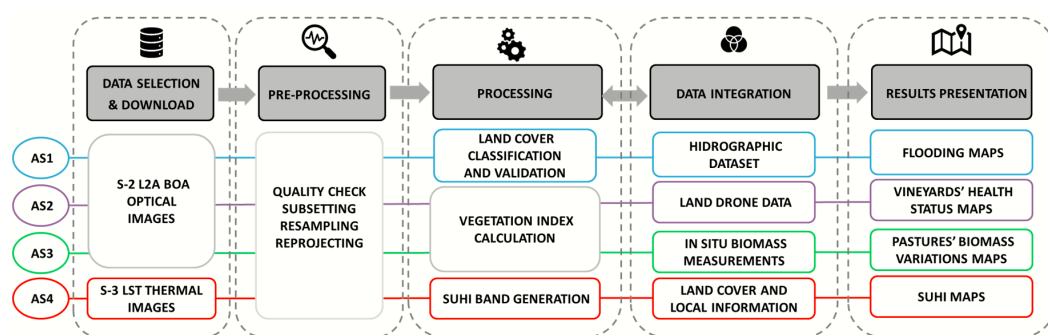 DATA SELECTION
& DOWNLOAD
PRE-PROCESSING
PROCESSING
DATA INTEGRATION
RESULTS PRESENTATION
AS1
AS2
AS3
AS4
S-2 L2A BOA
OPTICAL
IMAGES
S-3 LST THERMAL
IMAGES
QUALITY CHECK
SUBSETTING
RESAMPLING
REPROJECTING
LAND COVER
CLASSIFICATION
AND VALIDATION
VEGETATION INDEX
CALCULATION
SUHI BAND GENERATION
HIDROGRAPHIC
DATASET
LAND DRONE DATA
IN SITU BIOMASS
MEASUREMENTS
LAND COVER AND
LOCAL INFORMATION
FLOODING MAPS
VINEYARDS’ HEALTH
STATUS MAPS
PASTURES’ BIOMASS
VARIATIONS MAPS
SUHI MAPS